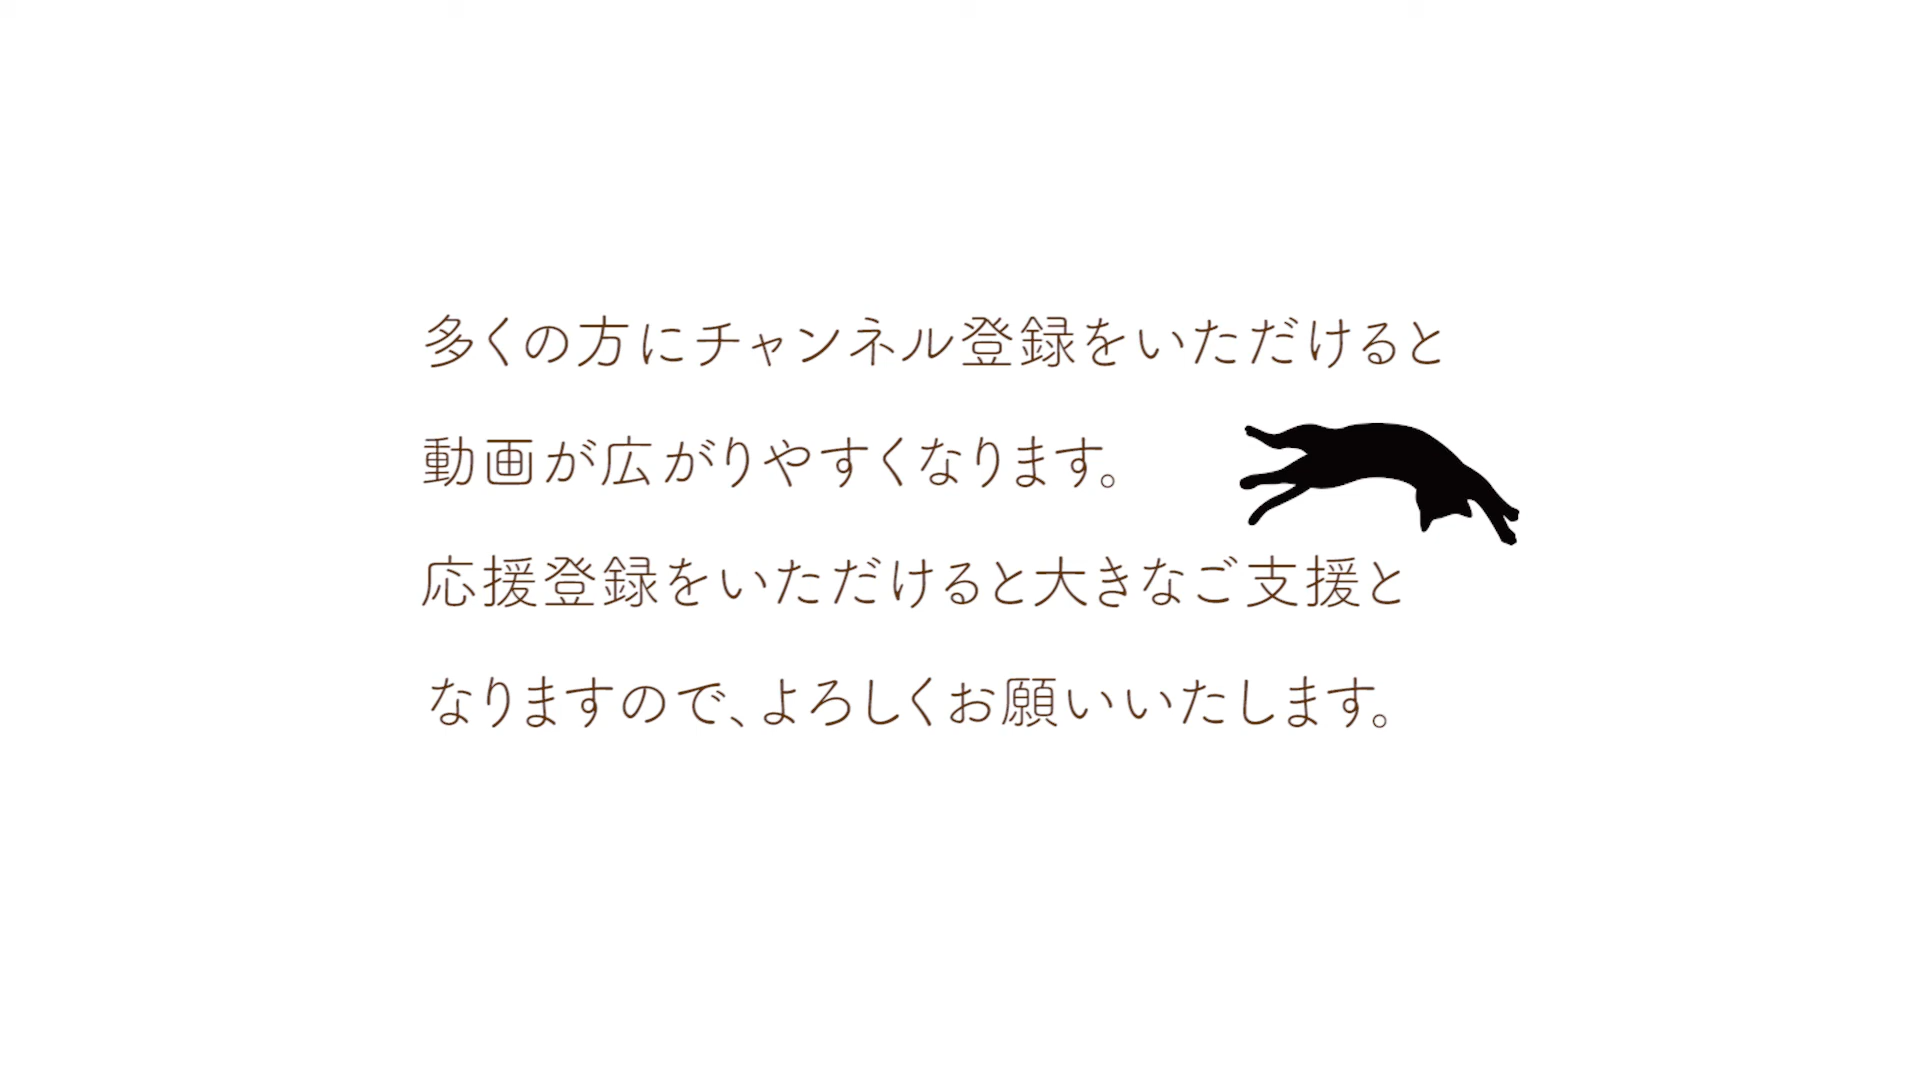 多くの方にチャンネル登録をいただけると
動画が広がりやすくなります。
応援登録をいただけると大きなご支援と
なりますので、よろしくお願いいたします。